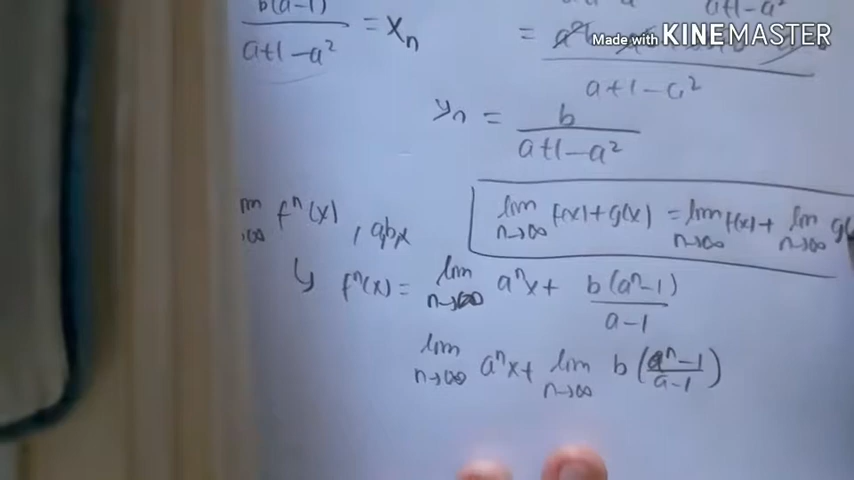 b(a-1)
a+1-a² = Xₙ
Made with KINEMASTER
a+1-a²
yₙ = b
a+1-a²
fⁿ(x) , a,b,x
lim n→∞ f(x)+g(x) = lim n→∞ f(x) + lim n→∞ g(
↳ fⁿ(x) = lim n→∞ aⁿx + b(aⁿ-1)
a-1
lim n→∞ aⁿx + lim n→∞ b (aⁿ-1 / a-1)